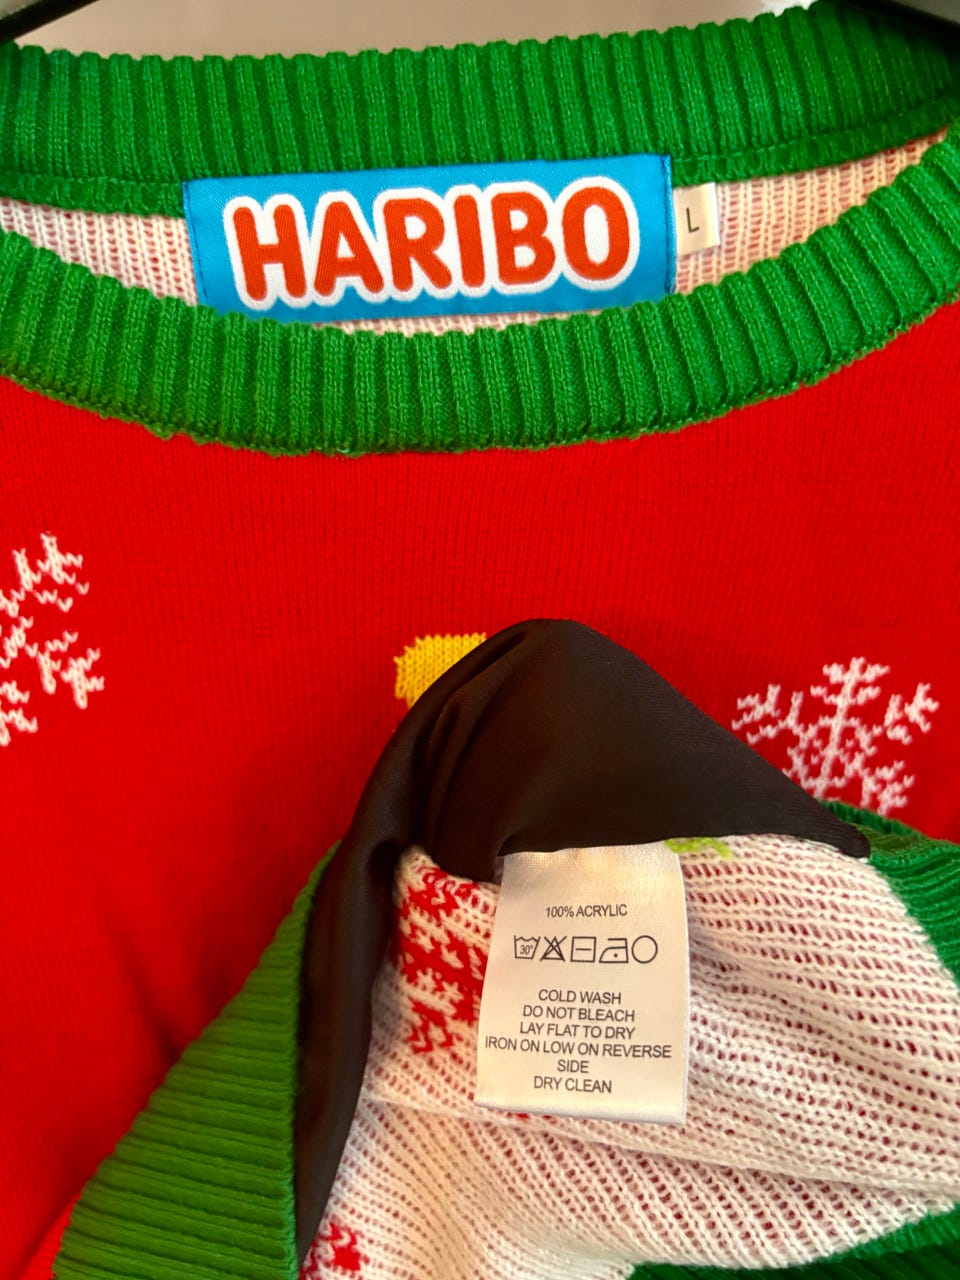 HARIBO
L
100% ACRYLIC
30°
COLD WASH
DO NOT BLEACH
LAY FLAT TO DRY
IRON ON LOW ON REVERSE
SIDE
DRY CLEAN